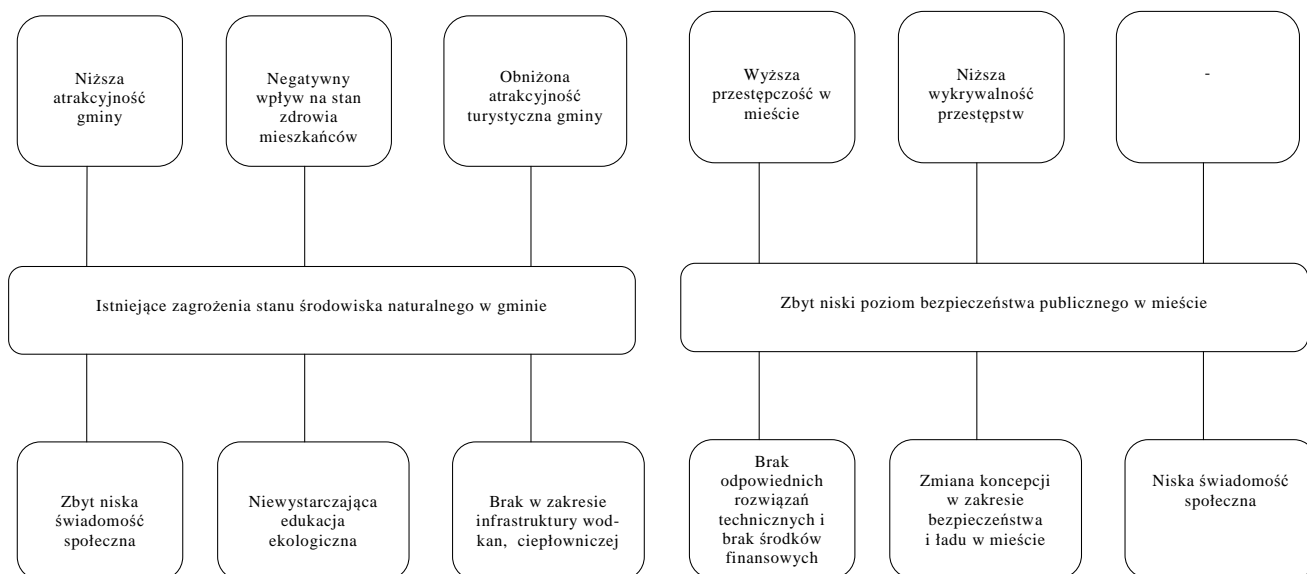 Niższa
atrakcyjność
gminy
Negatywny
wpływ na stan
zdrowia
mieszkańców
Obniżona
atrakcyjność
turystyczna gminy
Wyższa
przestępczość w
mieście
Niższa
wykrywalność
przestępstw
-
Istniejące zagrożenia stanu środowiska naturalnego w gminie
Zbyt niski poziom bezpieczeństwa publicznego w mieście
Zbyt niska
świadomość
społeczna
Niewystarczająca
edukacja
ekologiczna
Brak w zakresie
infrastruktury wod-
kan, ciepłowniczej
Brak
odpowiednich
rozwiązań
technicznych i
brak środków
finansowych
Zmiana koncepcji
w zakresie
bezpieczeństwa
i ładu w mieście
Niska świadomość
społeczna